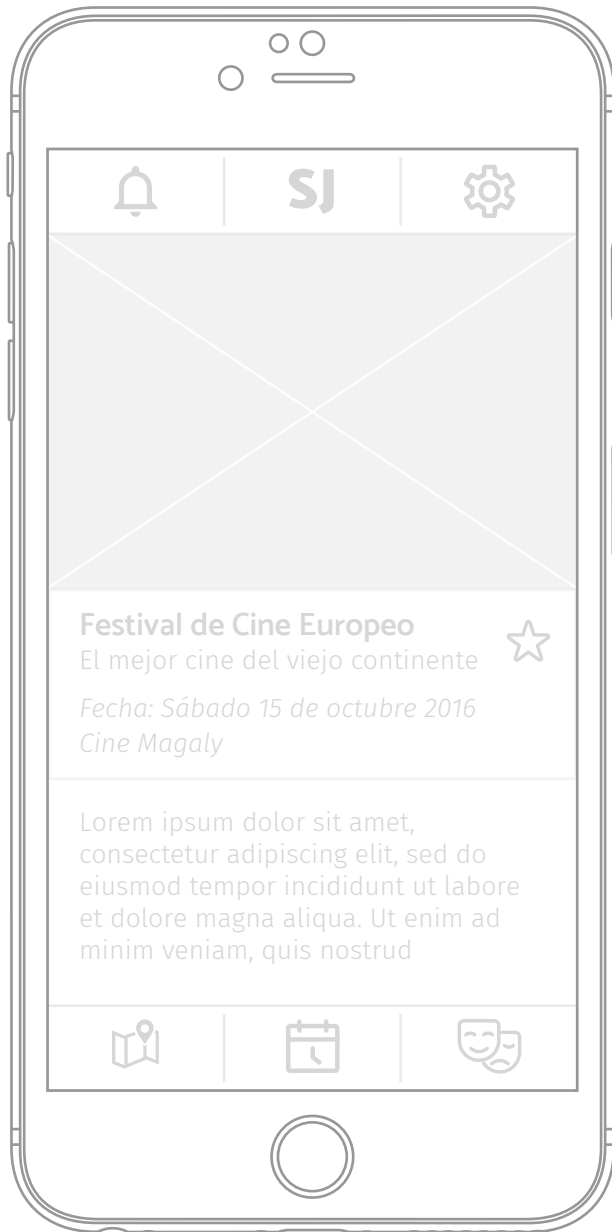 SJ
Festival de Cine Europeo
El mejor cine del viejo continente
Fecha: Sábado 15 de octubre 2016
Cine Magaly
Lorem ipsum dolor sit amet,
consectetur adipiscing elit, sed do
eiusmod tempor incididunt ut labore
et dolore magna aliqua. Ut enim ad
minim veniam, quis nostrud